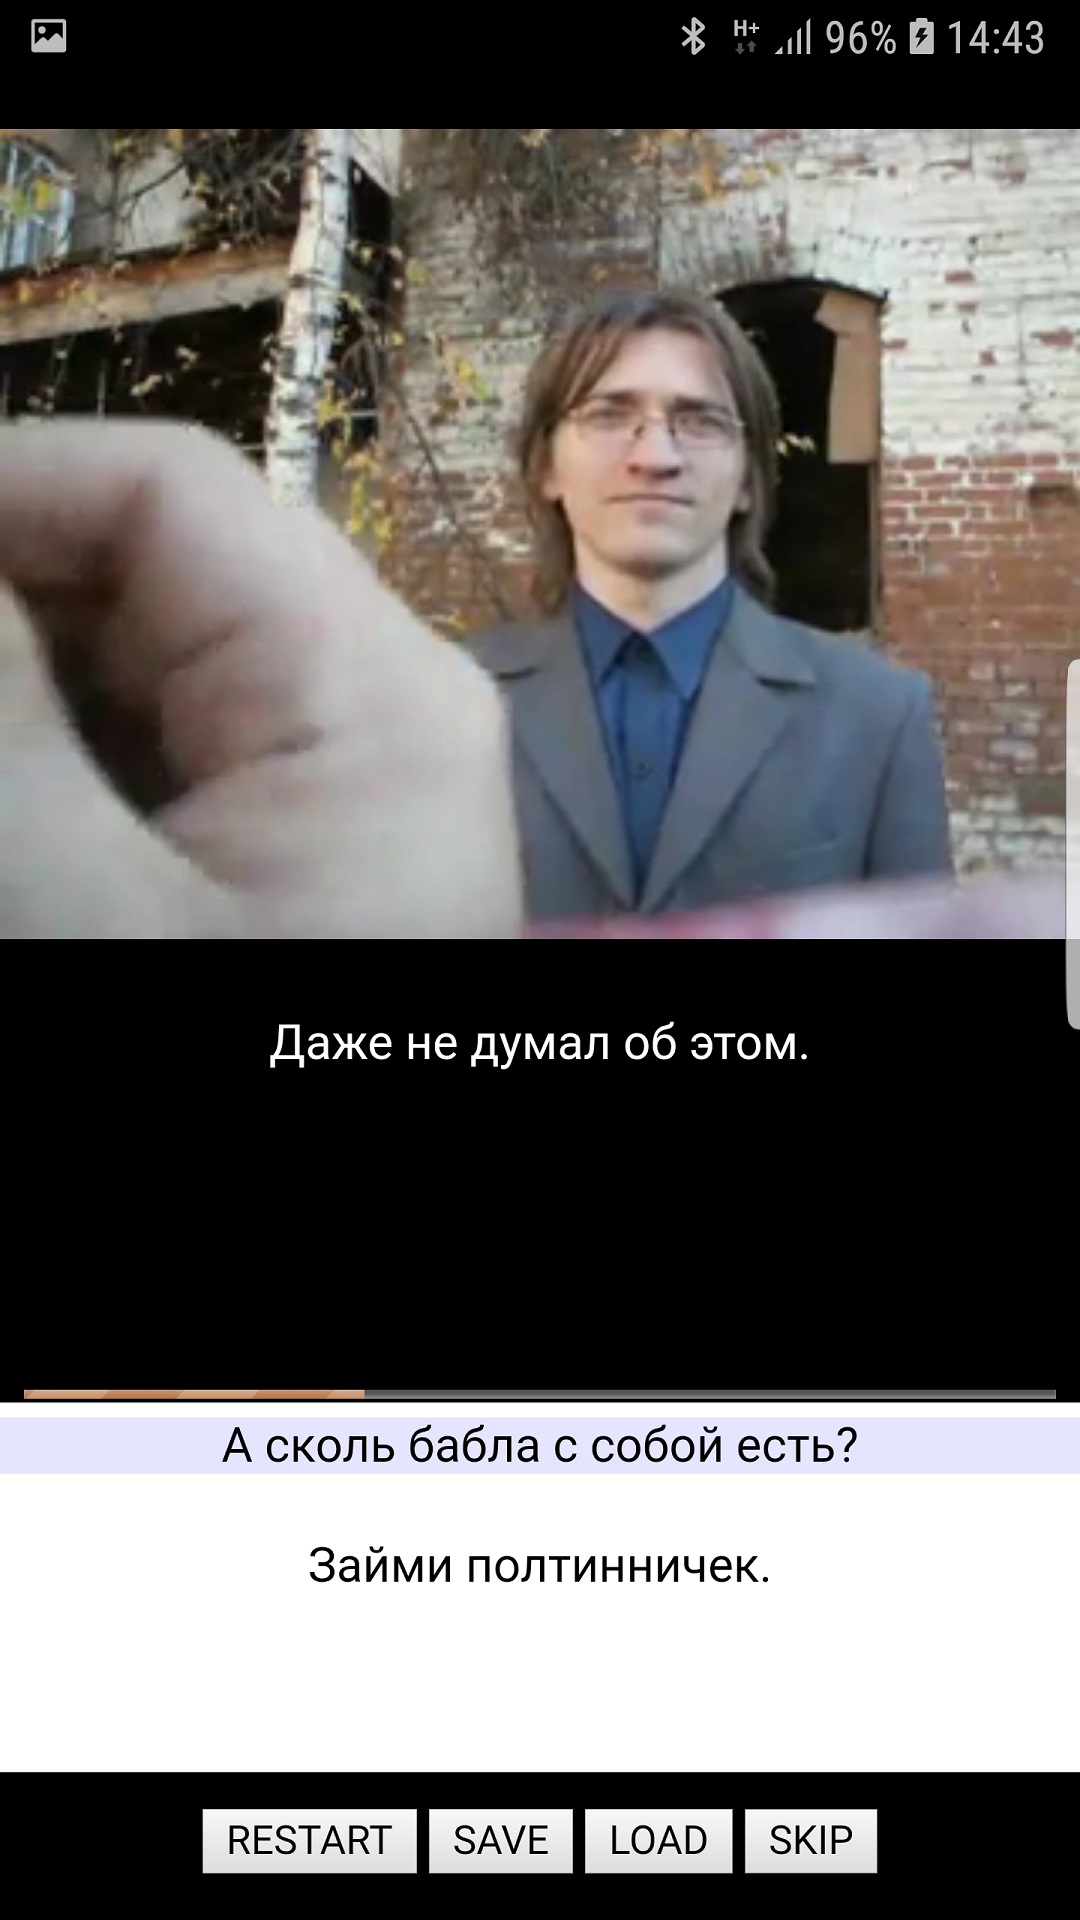 H+ 96% 14:43
Даже не думал об этом.
А сколь бабла с собой есть?
Займи полтинничек.
RESTART SAVE LOAD SKIP